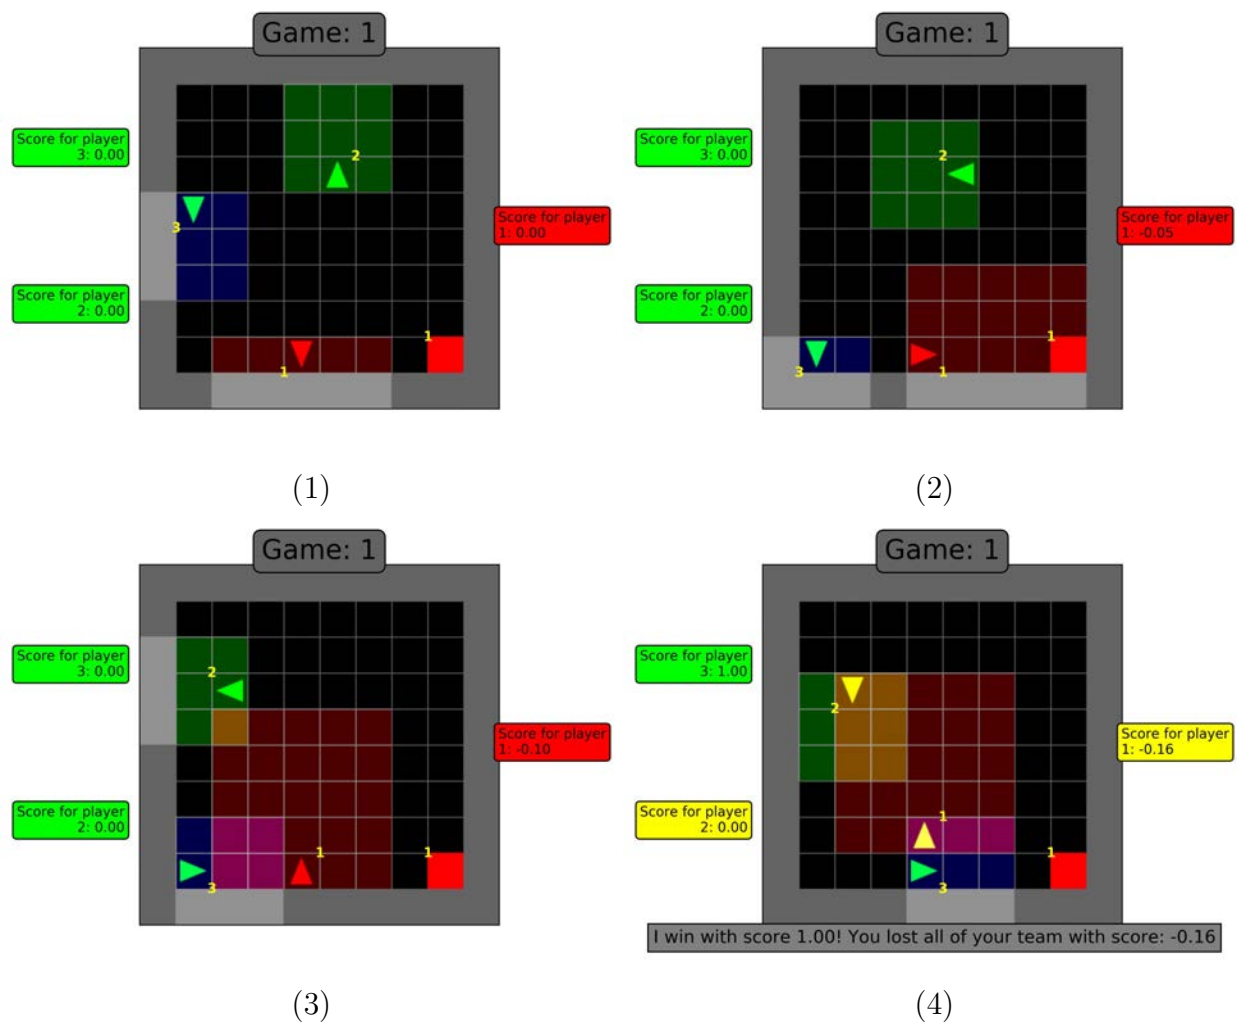 Game: 1
Score for player
3: 0.00
2
Score for player
1: 0.00
3
Score for player
2: 0.00
1
1
(1)
Game: 1
Score for player
3: 0.00
2
Score for player
1: -0.05
Score for player
2: 0.00
1
3
1
(2)
Game: 1
Score for player
3: 0.00
2
Score for player
1: -0.10
Score for player
2: 0.00
1
1
3
(3)
Game: 1
Score for player
3: 1.00
2
Score for player
1: -0.16
Score for player
2: 0.00
1
1
3
I win with score 1.00! You lost all of your team with score: -0.16
(4)